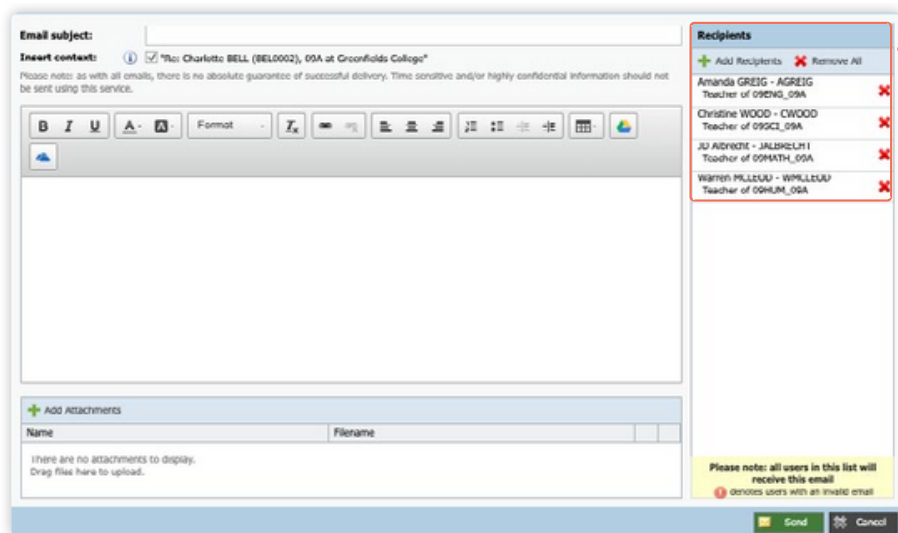 Email subject:
Insert context: "Re: Charlotte BELL (BEL0002), 09A at Greenfields College"
Please note: as with all emails, there is no absolute guarantee of successful delivery. Time sensitive and/or highly confidential information should not
be sent using this service.
B I U A A Format Tx
Add Attachments
Name Filename
There are no attachments to display.
Drag files here to upload.
Recipients
Add Recipients Remove All
Amanda GREIG - AGREIG
Teacher of 09ENG_09A
Christine WOOD - CWOOD
Teacher of 09SCI_09A
JD Albrecht - JALBRECHT
Teacher of 09MATH_09A
Warren MCLEOD - WMCLEOD
Teacher of 09HUM_09A
Please note: all users in this list will
receive this email
denotes users with an invalid email
Send Cancel